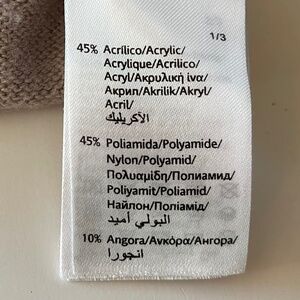 1/3
45% Acrílico/Acrylic/
Acrylique/Acrilico/
Acryl/Ακρυλική ίνα/
Акрил/Akrilik/Akryl/
Acril/
الأكريليك
45% Poliamida/Polyamide/
Nylon/Polyamid/
Πολυαμίδη/Полиамид/
Poliyamit/Poliamid/
Найлон/Поліамід/
البولي أميد
10% Angora/Ανκόρα/Ангора/
انجورا